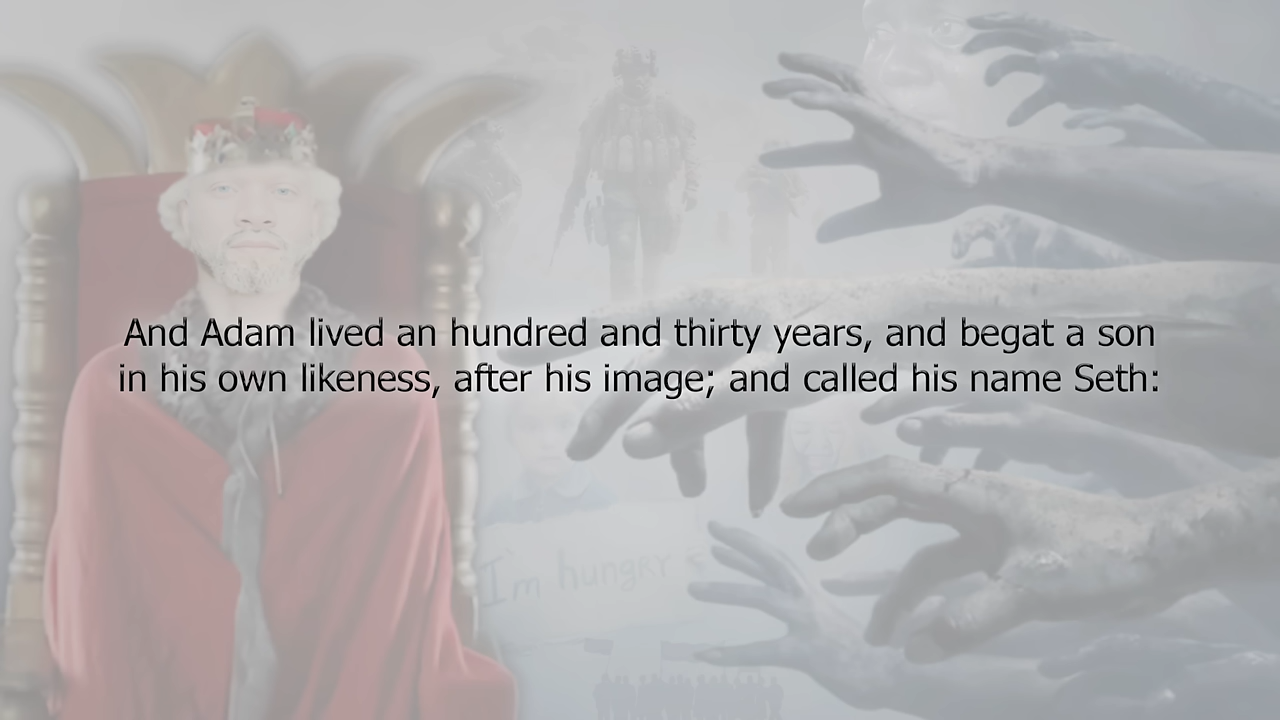 And Adam lived an hundred and thirty years, and begat a son
in his own likeness, after his image; and called his name Seth:
I'm hungry